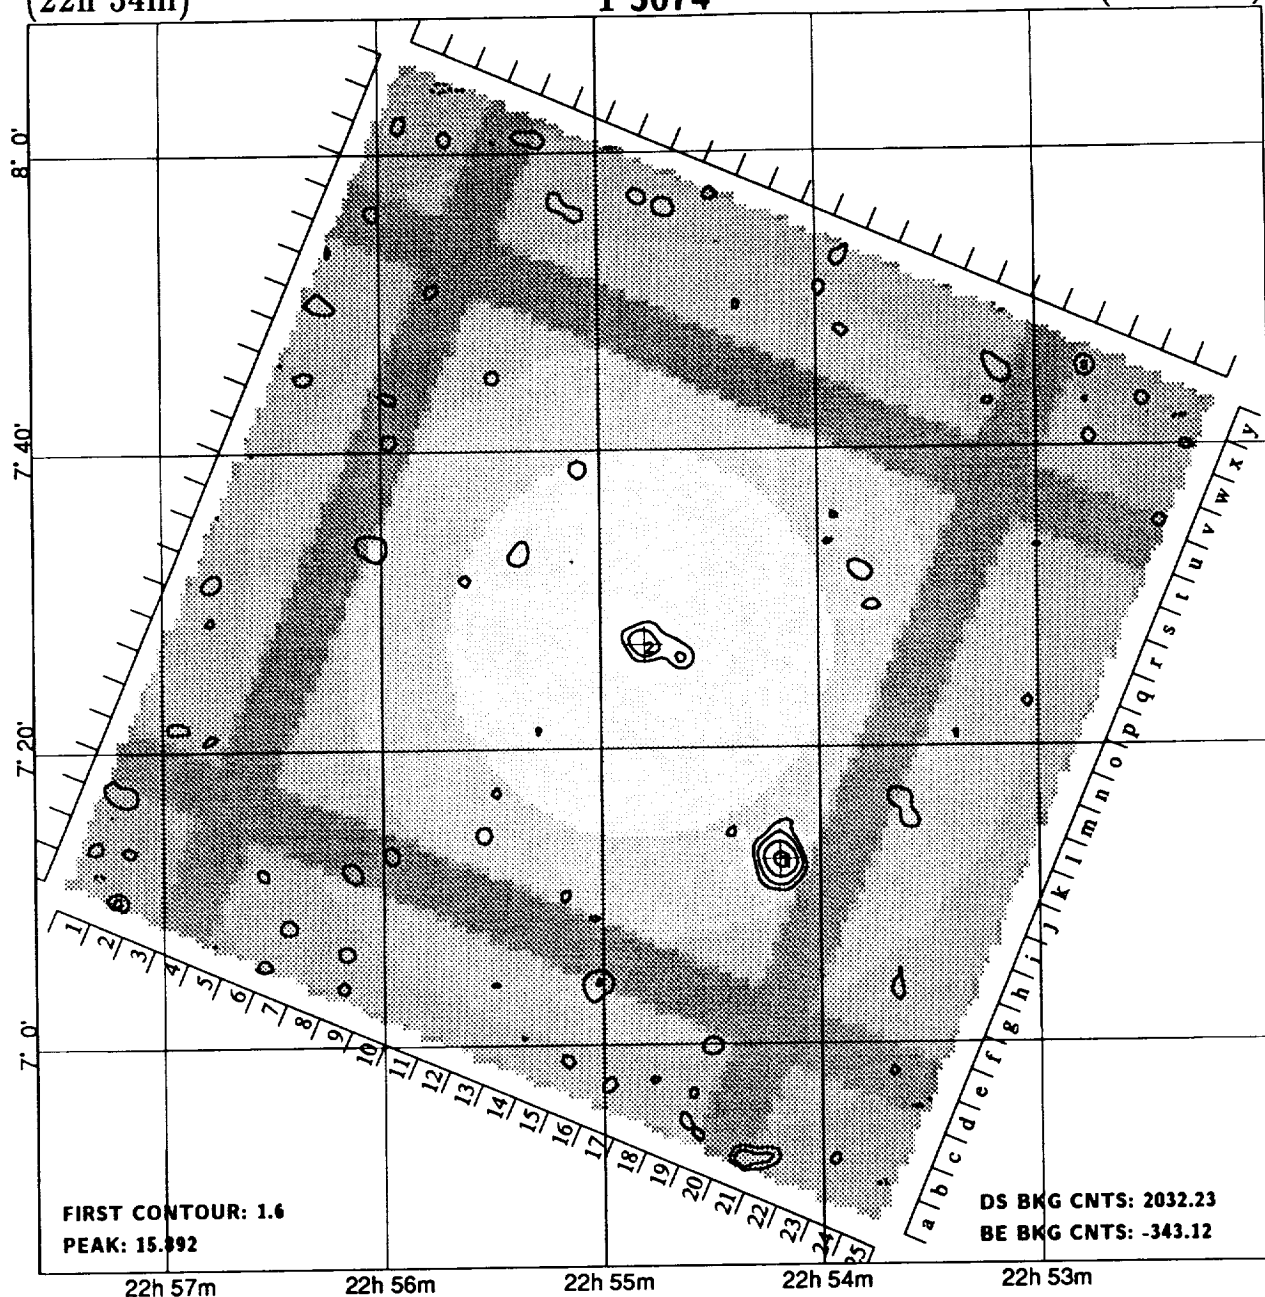 (22h 54m)
I 3074
8° 0'
7° 40'
7° 20'
7° 0'
2
1
1 2 3 4 5 6 7 8 9 10 11 12 13 14 15 16 17 18 19 20 21 22 23 24 25
a b c d e f g h i j k l m n o p q r s t u v w x y
FIRST CONTOUR: 1.6
PEAK: 15.892
DS BKG CNTS: 2032.23
BE BKG CNTS: -343.12
22h 57m 22h 56m 22h 55m 22h 54m 22h 53m